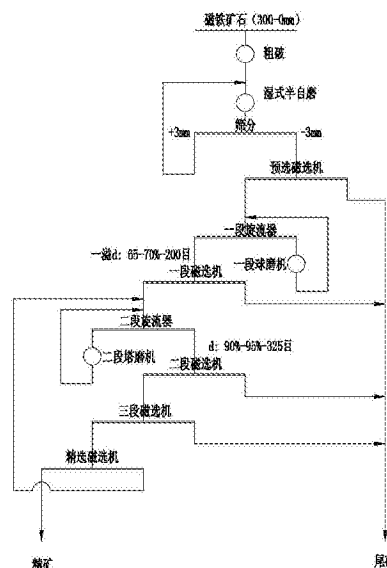 磁铁矿石（300-0mm）
粗破
湿式半自磨
筛分
+3mm
-3mm
预选磁选机
一段旋流器
一溢d: 65-70%-200目
一段球磨机
一段磁选机
二段旋流器
d: 90%-95%-325目
二段塔磨机
二段磁选机
三段磁选机
精选磁选机
精矿
尾矿